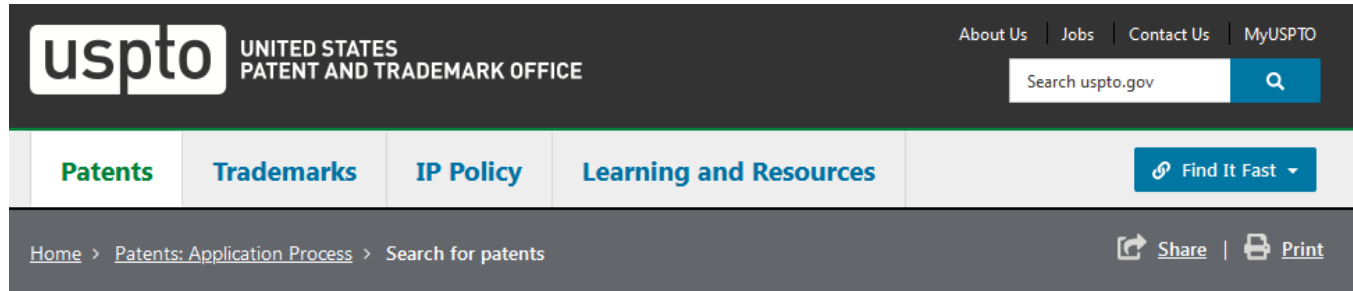 uspto
UNITED STATES
PATENT AND TRADEMARK OFFICE
About Us
Jobs
Contact Us
MyUSPTO
Search uspto.gov
Patents
Trademarks
IP Policy
Learning and Resources
Find It Fast
Home > Patents: Application Process > Search for patents
Share | Print